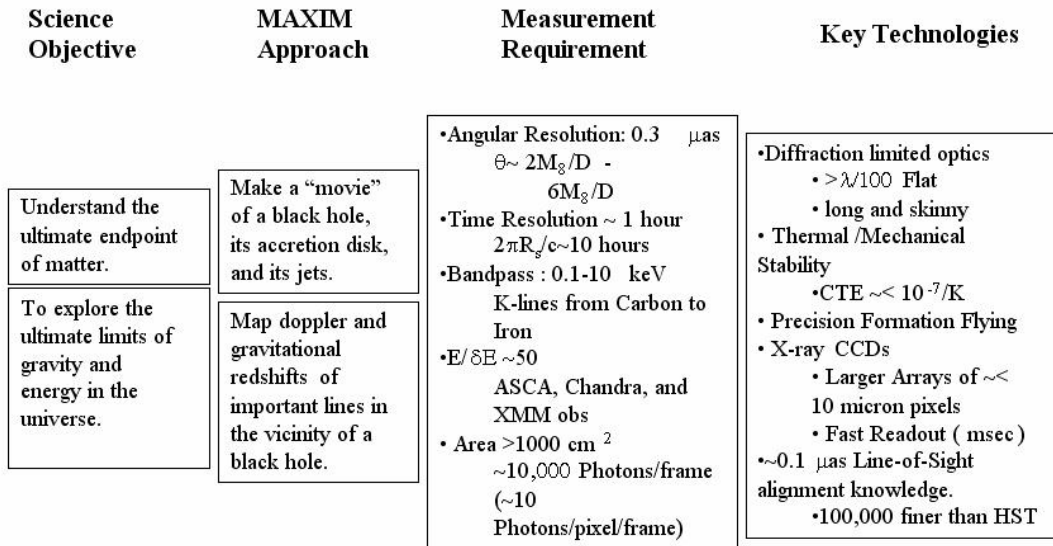 Science
Objective
MAXIM
Approach
Measurement
Requirement
Key Technologies
Understand the
ultimate endpoint
of matter.
To explore the
ultimate limits of
gravity and
energy in the
universe.
Make a “movie”
of a black hole,
its accretion disk,
and its jets.
Map doppler and
gravitational
redshifts of
important lines in
the vicinity of a
black hole.
•Angular Resolution: 0.3 μas
θ~ 2M₈/D -
6M₈/D
•Time Resolution ~ 1 hour
2πRₛ/c~10 hours
•Bandpass : 0.1-10 keV
K-lines from Carbon to
Iron
•E/δE ~50
ASCA, Chandra, and
XMM obs
• Area >1000 cm ²
~10,000 Photons/frame
(~10
Photons/pixel/frame)
•Diffraction limited optics
• >λ/100 Flat
• long and skinny
• Thermal /Mechanical
Stability
•CTE ~< 10⁻⁷/K
• Precision Formation Flying
• X-ray CCDs
• Larger Arrays of ~<
10 micron pixels
• Fast Readout ( msec )
•~0.1 μas Line-of-Sight
alignment knowledge.
•100,000 finer than HST